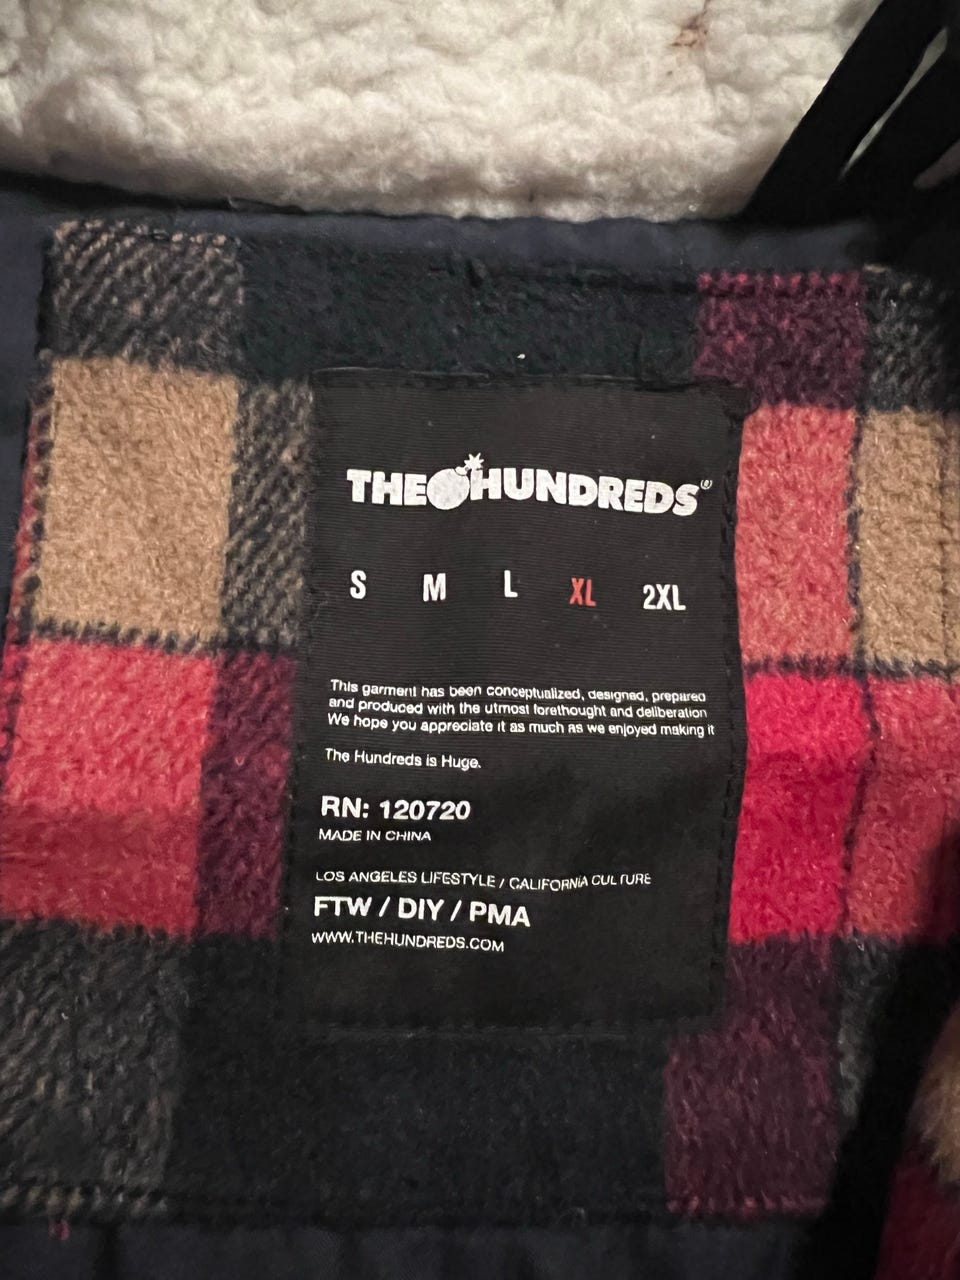 THE HUNDREDS®
S M L XL 2XL
This garment has been conceptualized, designed, prepared
and produced with the utmost forethought and deliberation
We hope you appreciate it as much as we enjoyed making it
The Hundreds is Huge.
RN: 120720
MADE IN CHINA
LOS ANGELES LIFESTYLE / CALIFORNIA CULTURE
FTW / DIY / PMA
WWW.THEHUNDREDS.COM